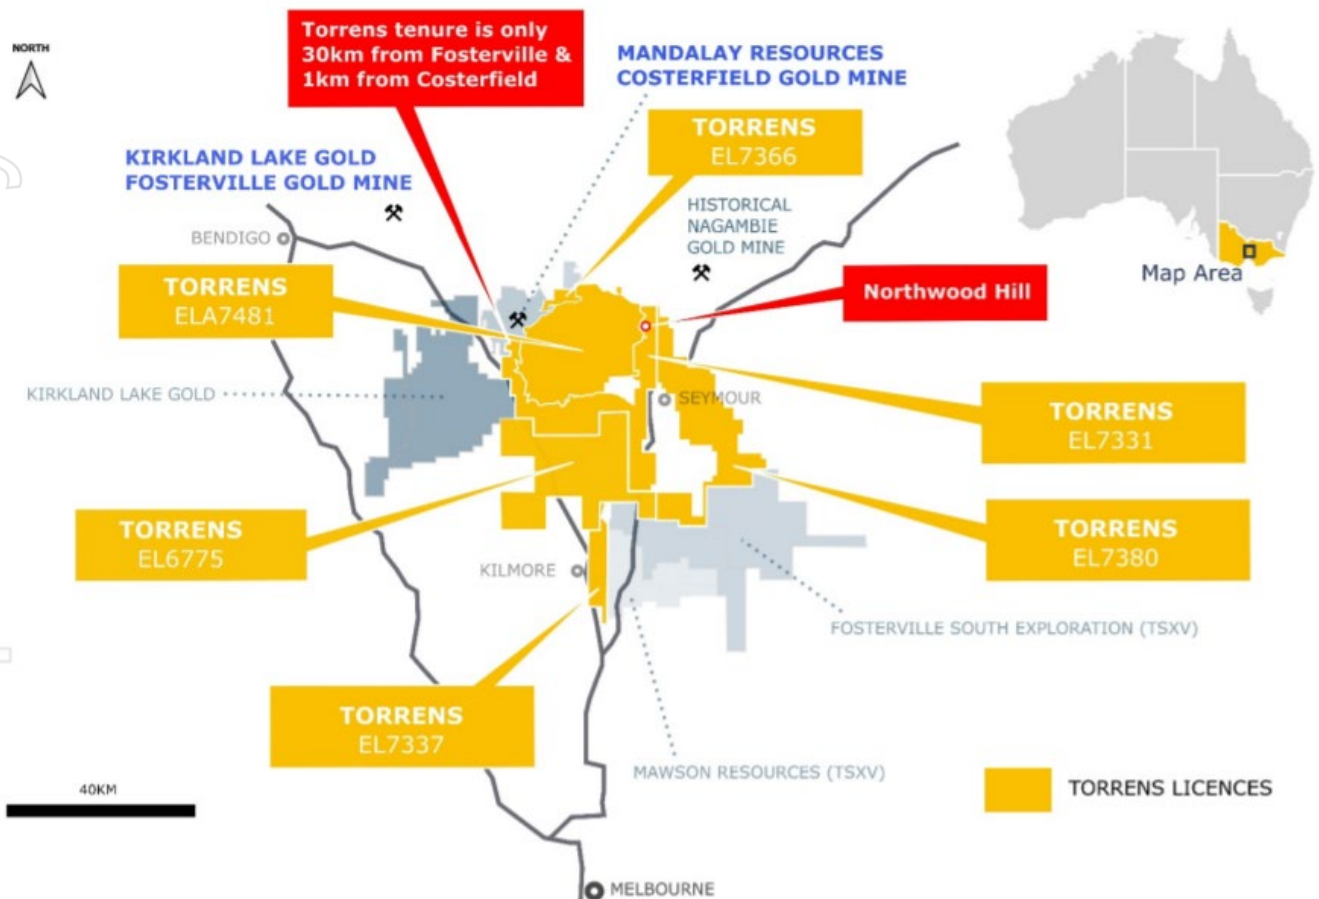 NORTH
Torrens tenure is only
30km from Fosterville &
1km from Costerfield
MANDALAY RESOURCES
COSTERFIELD GOLD MINE
TORRENS
EL7366
KIRKLAND LAKE GOLD
FOSTERVILLE GOLD MINE
HISTORICAL
NAGAMBIE
GOLD MINE
BENDIGO
Map Area
TORRENS
ELA7481
Northwood Hill
KIRKLAND LAKE GOLD
SEYMOUR
TORRENS
EL7331
TORRENS
EL6775
TORRENS
EL7380
KILMORE
FOSTERVILLE SOUTH EXPLORATION (TSXV)
TORRENS
EL7337
MAWSON RESOURCES (TSXV)
40KM
TORRENS LICENCES
MELBOURNE